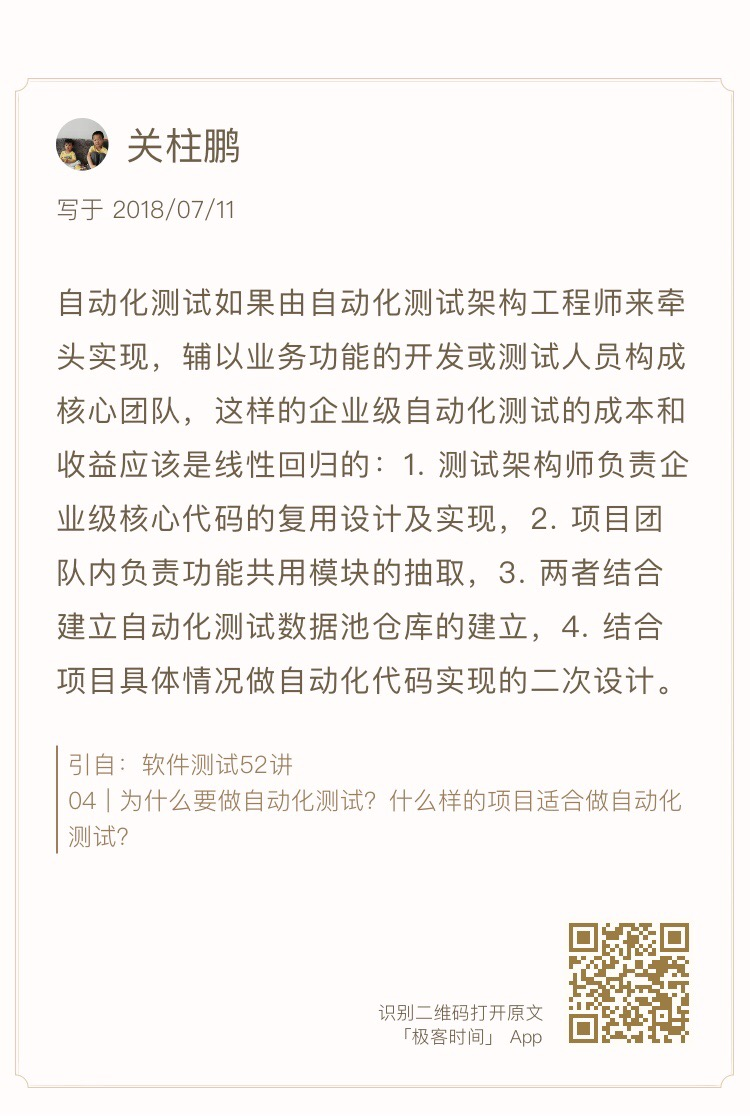 关柱鹏
写于 2018/07/11
自动化测试如果由自动化测试架构工程师来牵
头实现，辅以业务功能的开发或测试人员构成
核心团队，这样的企业级自动化测试的成本和
收益应该是线性回归的：1. 测试架构师负责企
业级核心代码的复用设计及实现，2. 项目团
队内负责功能共用模块的抽取，3. 两者结合
建立自动化测试数据池仓库的建立，4. 结合
项目具体情况做自动化代码实现的二次设计。
引自：软件测试52讲
04 | 为什么要做自动化测试？什么样的项目适合做自动化
测试？
识别二维码打开原文
「极客时间」 App